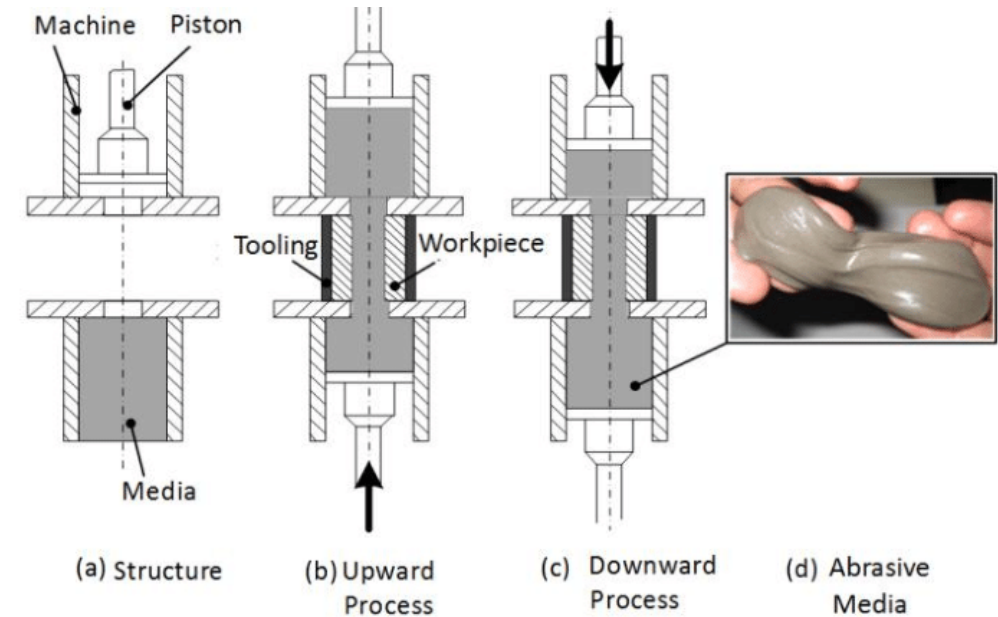 Machine
Piston
Tooling
Workpiece
Media
(a) Structure
(b) Upward
Process
(c) Downward
Process
(d) Abrasive
Media